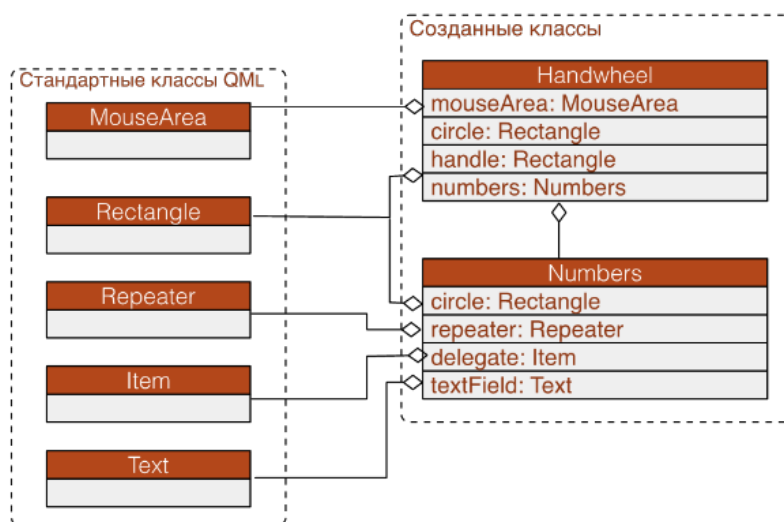 Стандартные классы QML
MouseArea
Rectangle
Repeater
Item
Text
Созданные классы
Handwheel
mouseArea: MouseArea
circle: Rectangle
handle: Rectangle
numbers: Numbers
Numbers
circle: Rectangle
repeater: Repeater
delegate: Item
textField: Text